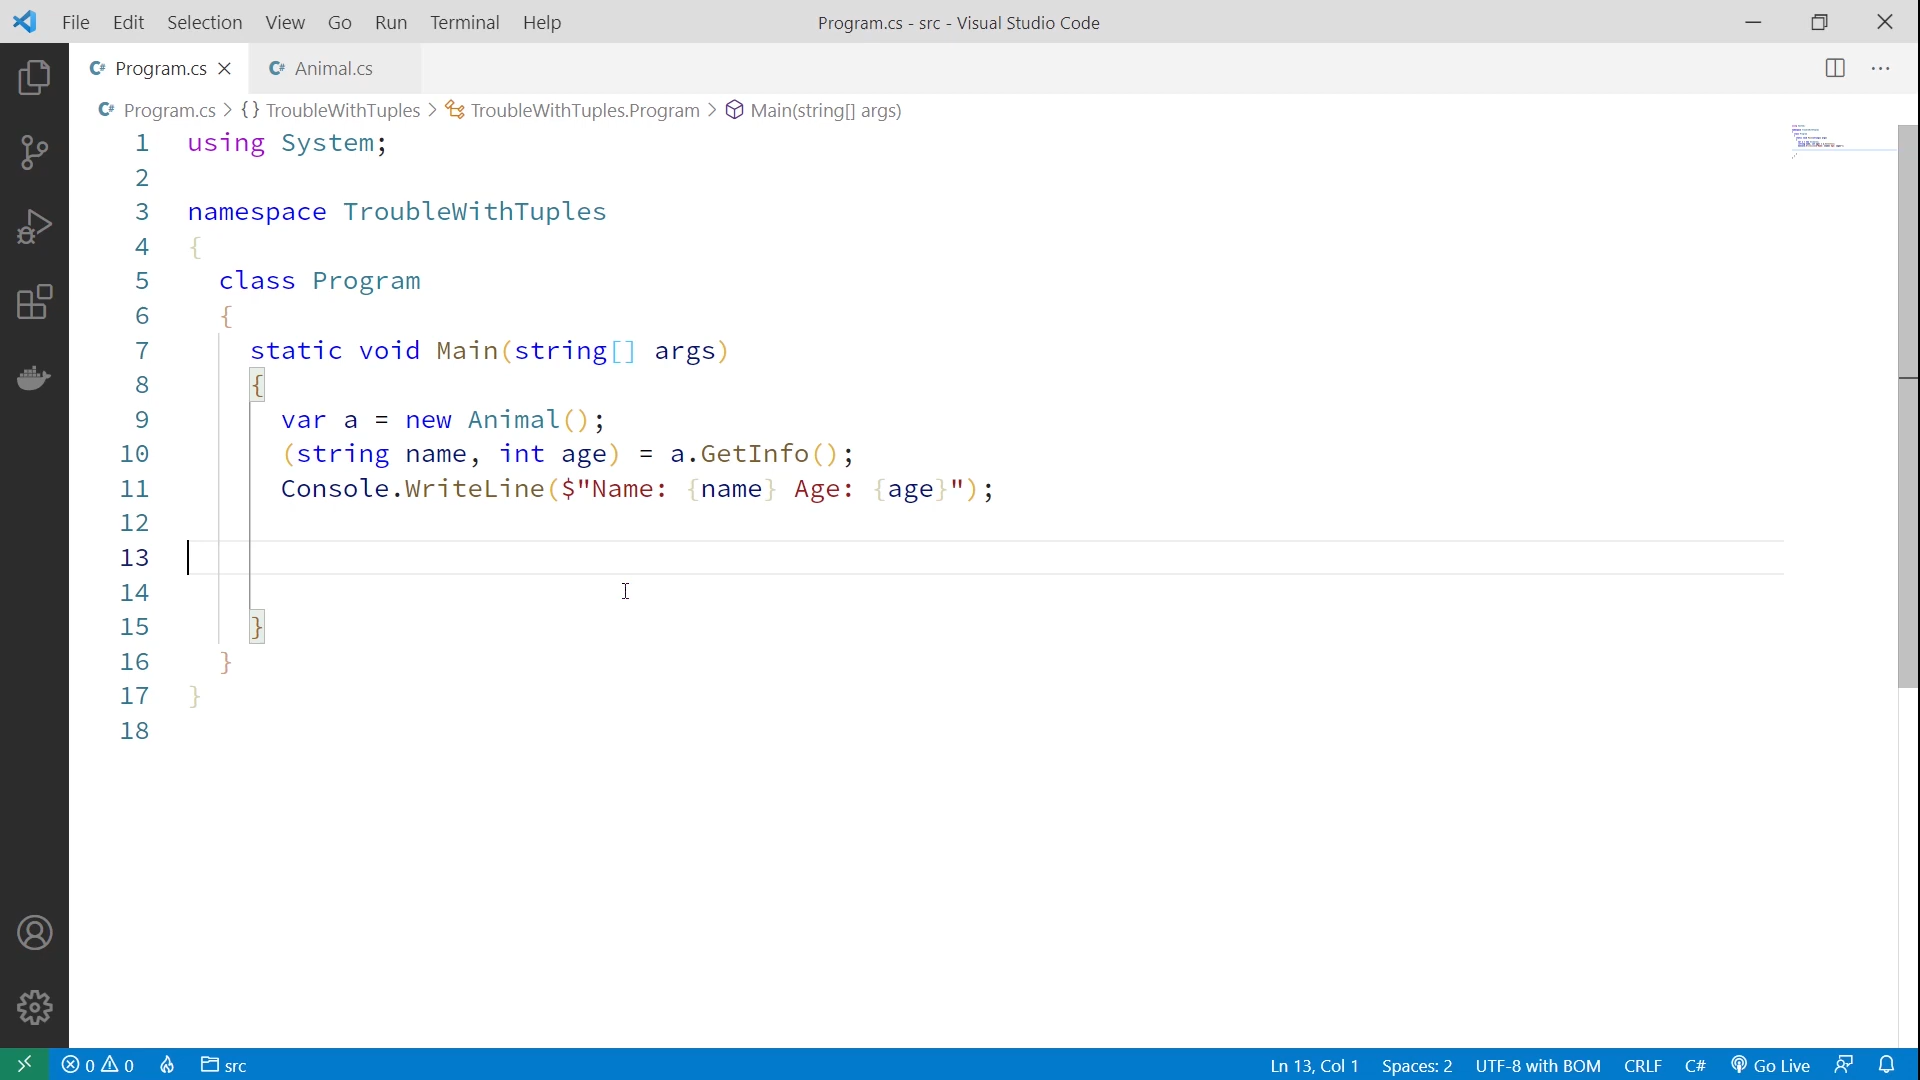 File Edit Selection View Go Run Terminal Help Program.cs - src - Visual Studio Code
C# Program.cs C# Animal.cs
C# Program.cs > {} TroubleWithTuples > TroubleWithTuples.Program > Main(string[] args)
1 using System;
2
3 namespace TroubleWithTuples
4 {
5 class Program
6 {
7 static void Main(string[] args)
8 {
9 var a = new Animal();
10 (string name, int age) = a.GetInfo();
11 Console.WriteLine($"Name: {name} Age: {age}");
12
13
14
15 }
16 }
17 }
18
0 0 src Ln 13, Col 1 Spaces: 2 UTF-8 with BOM CRLF C# Go Live